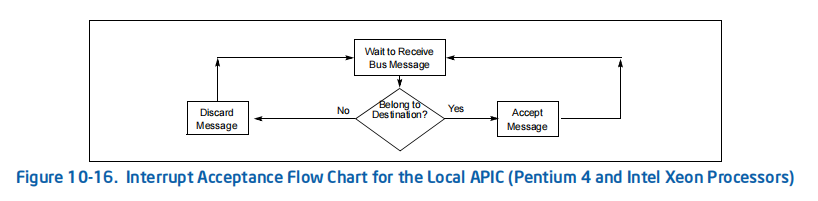 Wait to Receive
Bus Message
Belong to
Destination?
No
Yes
Discard
Message
Accept
Message
Figure 10-16. Interrupt Acceptance Flow Chart for the Local APIC (Pentium 4 and Intel Xeon Processors)